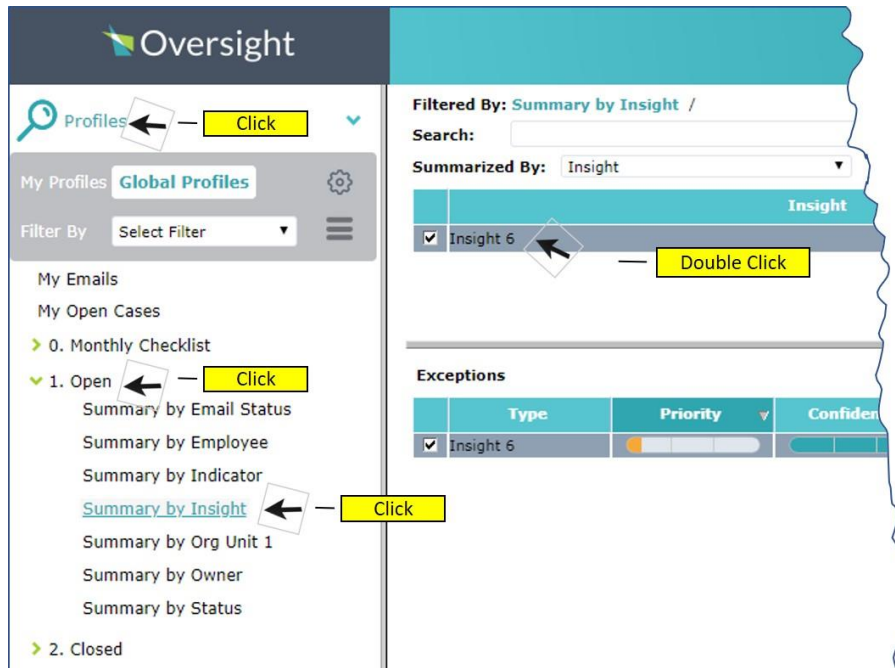 Oversight
Profiles
Click
My Profiles Global Profiles
Filter By Select Filter
My Emails
My Open Cases
0. Monthly Checklist
1. Open
Click
Summary by Email Status
Summary by Employee
Summary by Indicator
Summary by Insight
Click
Summary by Org Unit 1
Summary by Owner
Summary by Status
2. Closed
Filtered By: Summary by Insight /
Search:
Summarized By: Insight
Insight
Insight 6
Double Click
Exceptions
Type Priority Confiden
Insight 6